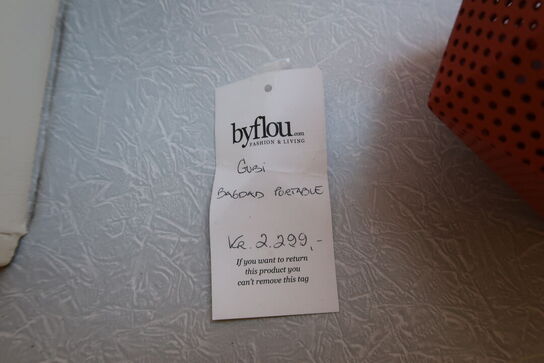 byflou.com
FASHION & LIVING
GUBI
BAGDAD PORTABLE
KR. 2.299,-
If you want to return
this product you
can't remove this tag